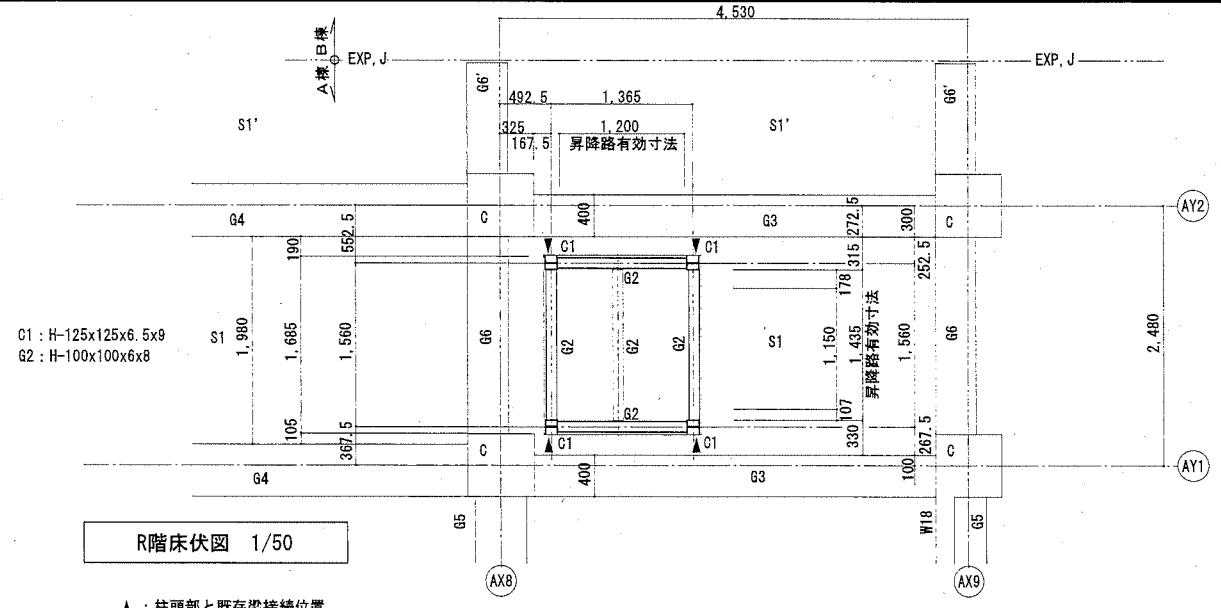 4,530
A棟 B棟
EXP,J
EXP,J
G6'
G6'
492.5
1,365
325
1,200
167.5
昇降路有効寸法
S1'
S1'
G4
C
400
G3
C
AY2
552.5
190
272.5
300
C1
C1
315
252.5
G2
178
C1 : H-125x125x6.5x9
G2 : H-100x100x6x8
S1
1,980
1,685
1,560
G6
G2
G2
G2
S1
1,150
1,435
昇降路有効寸法
1,560
G6
2,480
G2
107
105
367.5
C
C1
C1
330
267.5
C
100
AY1
G4
400
G3
G5
W18
G5
R階床伏図 1/50
AX8
AX9
▲ : 柱頭部と既存梁接続位置